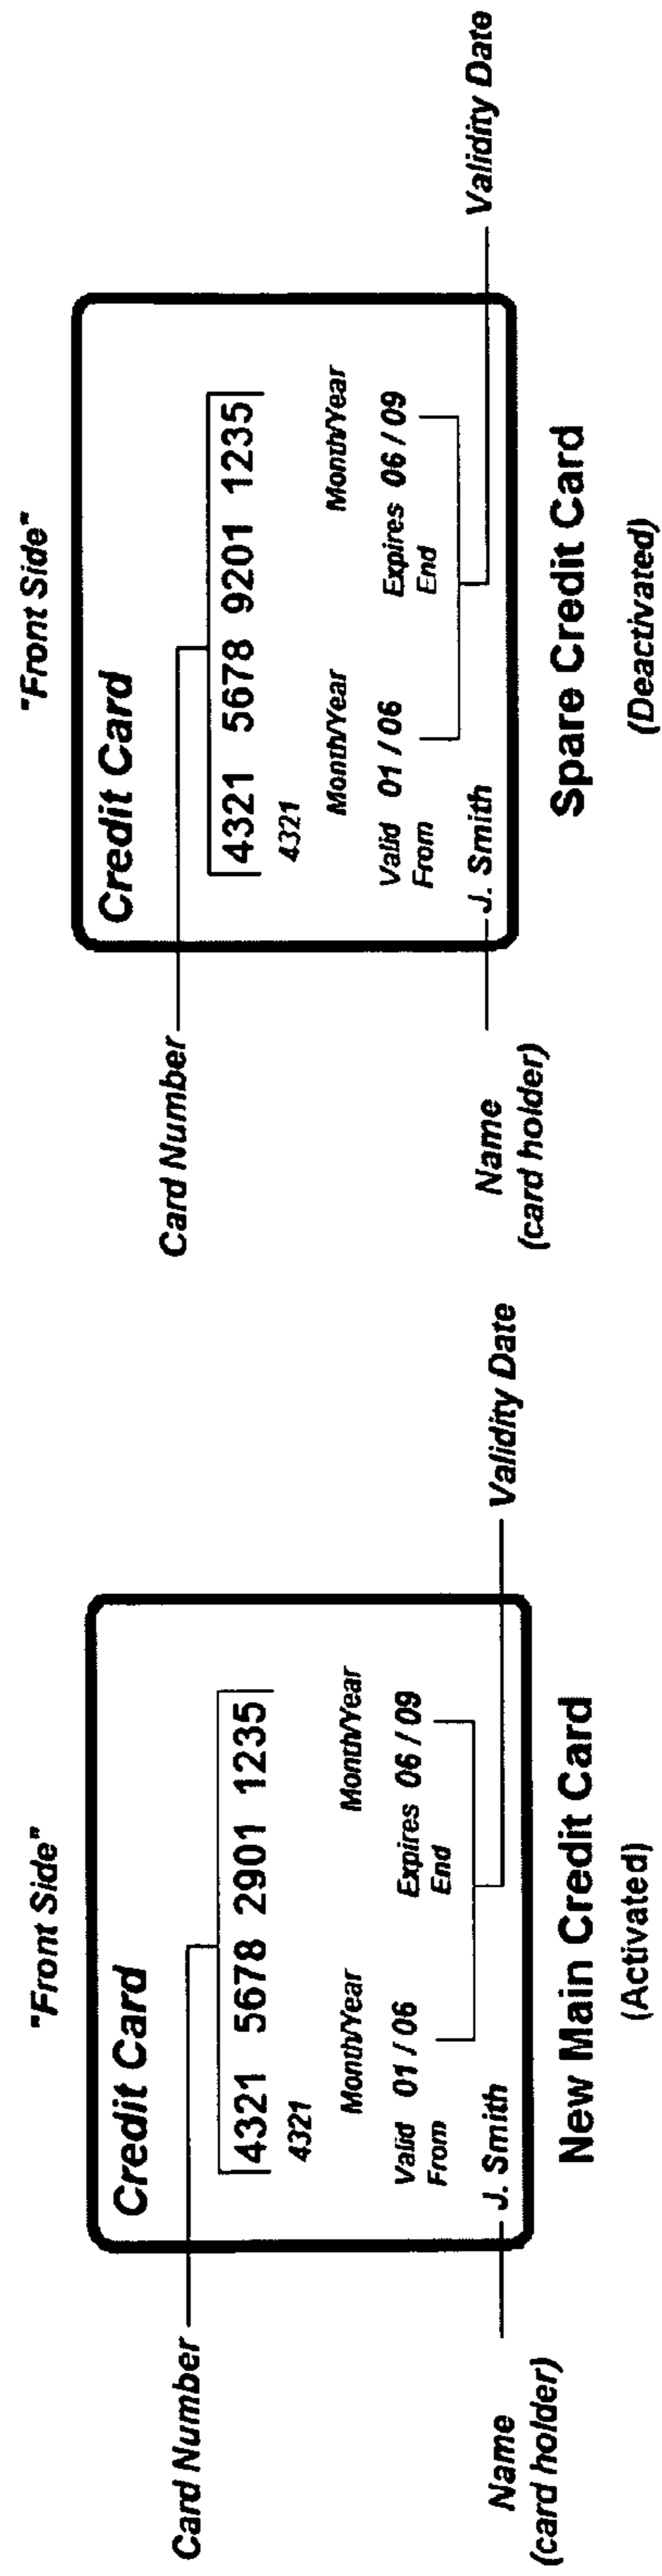 "Front Side"
Card Number
Credit Card
4321 5678 2901 1235
4321
Month/Year Month/Year
Valid 01 / 06 Expires 06 / 09
From End
Name J. Smith Validity Date
(card holder)
New Main Credit Card
(Activated)
"Front Side"
Card Number
Credit Card
4321 5678 9201 1235
4321
Month/Year Month/Year
Valid 01 / 06 Expires 06 / 09
From End
Name J. Smith Validity Date
(card holder)
Spare Credit Card
(Deactivated)